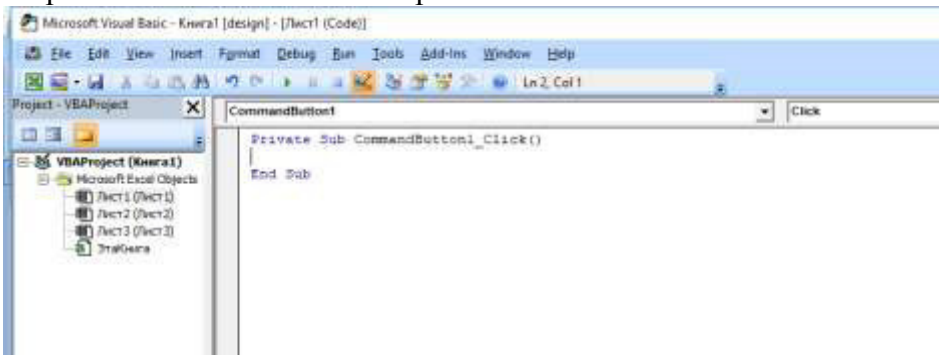 Microsoft Visual Basic - Книга1 [design] - [Лист1 (Code)]
File Edit View Insert Format Debug Run Tools Add-Ins Window Help
Ln 2, Col 1
Project - VBAProject
CommandButton1
Click
Private Sub CommandButton1_Click()
End Sub
VBAProject (Книга1)
Microsoft Excel Objects
Лист1 (Лист1)
Лист2 (Лист2)
Лист3 (Лист3)
ЭтаКнига